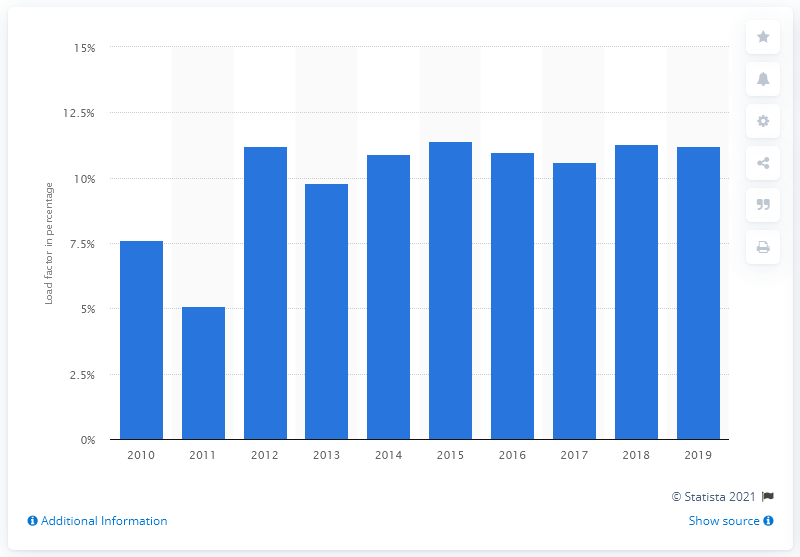 15%
12.5%
10%
7.5%
5%
2.5%
0%
Load factor in percentage
2010 2011 2012 2013 2014 2015 2016 2017 2018 2019
© Statista 2021
Additional Information
Show source